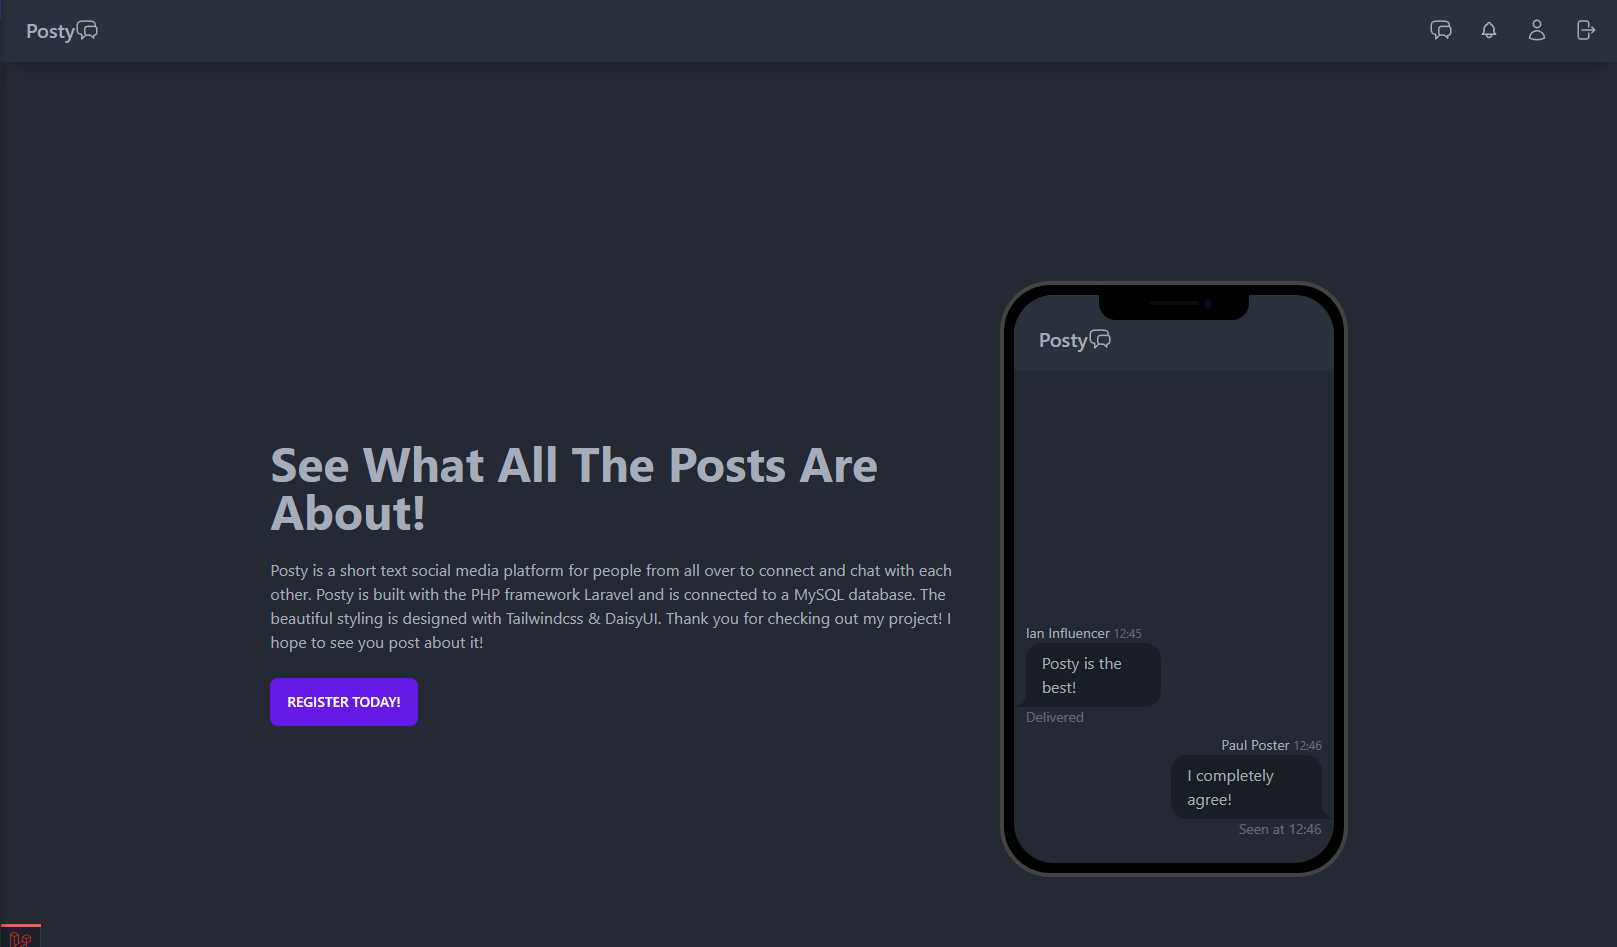 Posty
See What All The Posts Are
About!
Posty is a short text social media platform for people from all over to connect and chat with each
other. Posty is built with the PHP framework Laravel and is connected to a MySQL database. The
beautiful styling is designed with Tailwindcss & DaisyUI. Thank you for checking out my project! I
hope to see you post about it!
REGISTER TODAY!
Posty
Ian Influencer 12:45
Posty is the
best!
Delivered
Paul Poster 12:46
I completely
agree!
Seen at 12:46